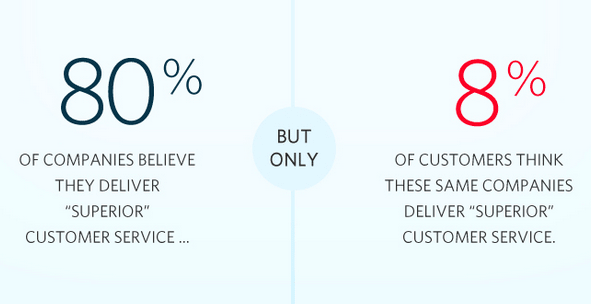 80%
OF COMPANIES BELIEVE
THEY DELIVER
“SUPERIOR”
CUSTOMER SERVICE ...
BUT
ONLY
8%
OF CUSTOMERS THINK
THESE SAME COMPANIES
DELIVER “SUPERIOR”
CUSTOMER SERVICE.